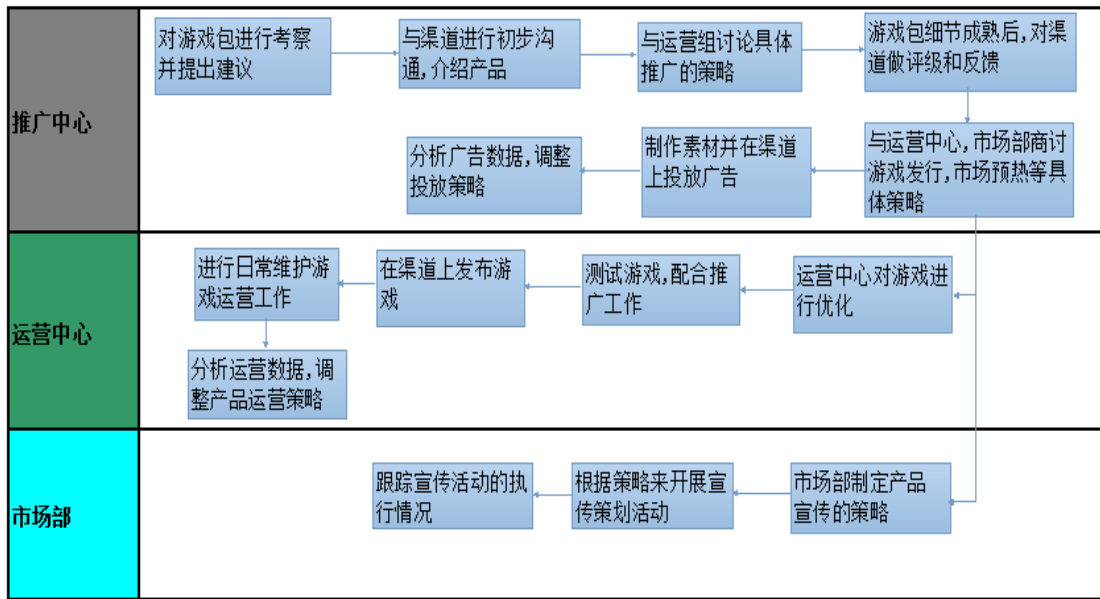 推广中心
对游戏包进行考察
并提出建议
与渠道进行初步沟
通,介绍产品
与运营组讨论具体
推广的策略
游戏包细节成熟后,对渠
道做评级和反馈
与运营中心,市场部商讨
游戏发行,市场预热等具
体策略
制作素材并在渠道
上投放广告
分析广告数据,调整
投放策略
运营中心
运营中心对游戏进
行优化
测试游戏,配合推
广工作
在渠道上发布游
戏
进行日常维护游
戏运营工作
分析运营数据,调
整产品运营策略
市场部
市场部制定产品
宣传的策略
根据策略来开展宣
传策划活动
跟踪宣传活动的执
行情况